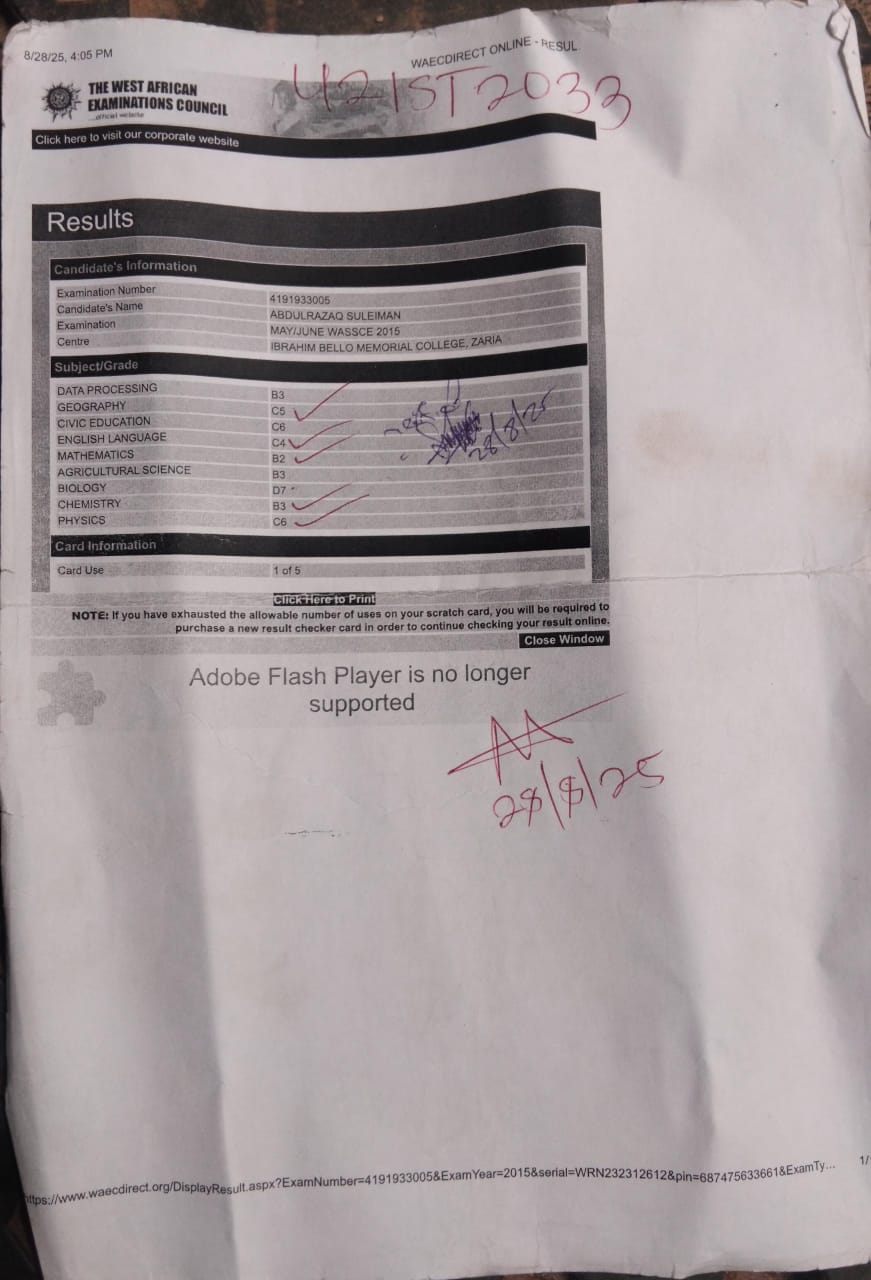 8/28/25, 4:05 PM
WAECDIRECT ONLINE - RESUL
421ST2033
THE WEST AFRICAN
EXAMINATIONS COUNCIL
...official website
Click here to visit our corporate website
Results
Candidate's Information
Examination Number 4191933005
Candidate's Name ABDULRAZAQ SULEIMAN
Examination MAY/JUNE WASSCE 2015
Centre IBRAHIM BELLO MEMORIAL COLLEGE, ZARIA
Subject/Grade
DATA PROCESSING B3
GEOGRAPHY C5
CIVIC EDUCATION C6
ENGLISH LANGUAGE C4
MATHEMATICS B2
AGRICULTURAL SCIENCE B3
BIOLOGY D7
CHEMISTRY B3
PHYSICS C6
28/8/25
Card Information
Card Use 1 of 5
Click Here to Print
NOTE: If you have exhausted the allowable number of uses on your scratch card, you will be required to
purchase a new result checker card in order to continue checking your result online.
Close Window
Adobe Flash Player is no longer
supported
28/8/25
https://www.waecdirect.org/DisplayResult.aspx?ExamNumber=4191933005&ExamYear=2015&serial=WRN232312612&pin=687475633661&ExamTy...
1/